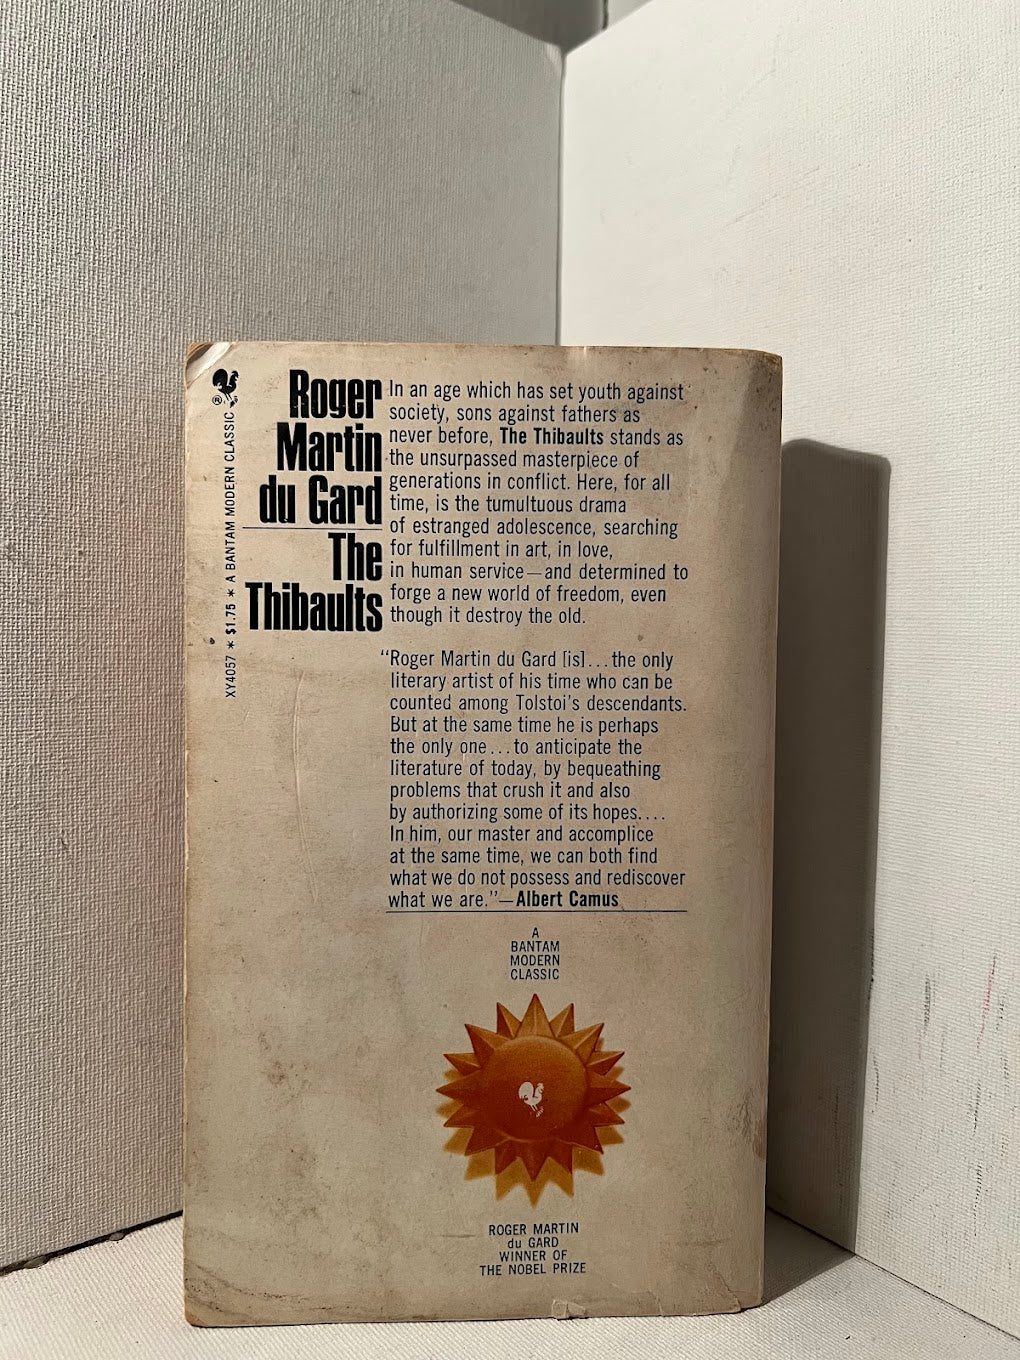 Roger
Martin
du Gard
The
Thibaults
®
XY4057 * $1.75 * A BANTAM MODERN CLASSIC
In an age which has set youth against
society, sons against fathers as
never before, The Thibaults stands as
the unsurpassed masterpiece of
generations in conflict. Here, for all
time, is the tumultuous drama
of estranged adolescence, searching
for fulfillment in art, in love,
in human service—and determined to
forge a new world of freedom, even
though it destroy the old.
“Roger Martin du Gard [is]...the only
literary artist of his time who can be
counted among Tolstoi's descendants.
But at the same time he is perhaps
the only one...to anticipate the
literature of today, by bequeathing
problems that crush it and also
by authorizing some of its hopes....
In him, our master and accomplice
at the same time, we can both find
what we do not possess and rediscover
what we are.”—Albert Camus
A
BANTAM
MODERN
CLASSIC
ROGER MARTIN
du GARD
WINNER OF
THE NOBEL PRIZE